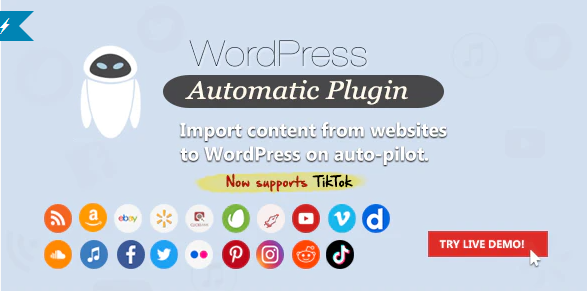 WordPress
Automatic Plugin
Import content from websites
to WordPress on auto-pilot.
Now supports TikTok
ebay
TRY LIVE DEMO!